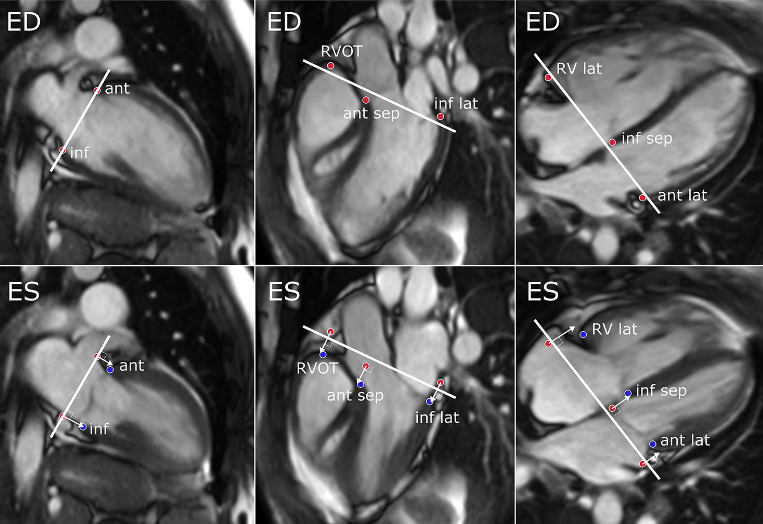 ED
ant
inf
ED
RVOT
ant sep
inf lat
ED
RV lat
inf sep
ant lat
ES
ant
inf
ES
RVOT
ant sep
inf lat
ES
RV lat
inf sep
ant lat